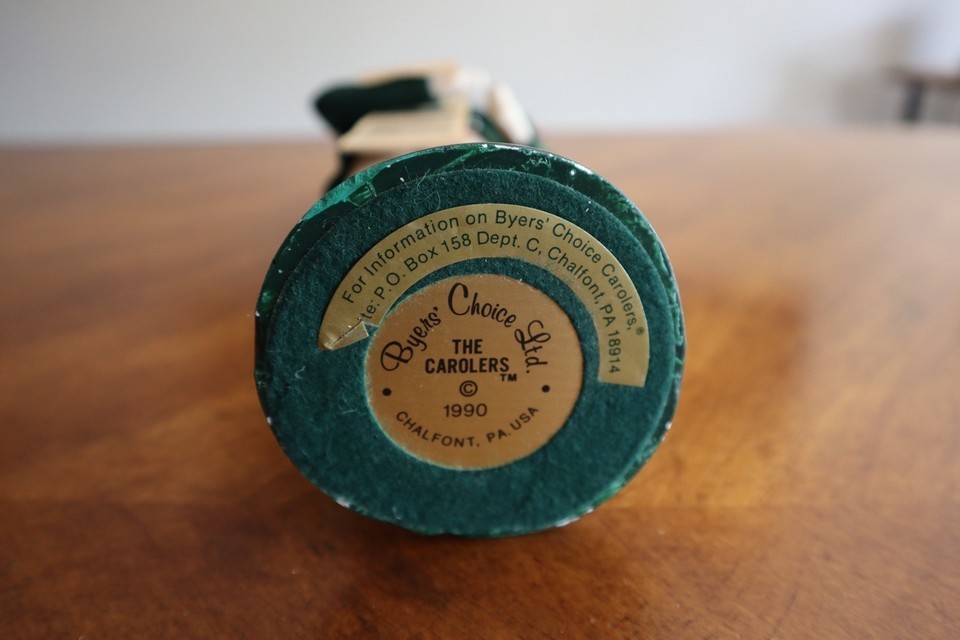 For Information on Byers' Choice Carolers,®
P.O. Box 158 Dept. C, Chalfont, PA 18914
Byers' Choice Ltd.
THE
CAROLERS™
©
• 1990 •
CHALFONT, PA. USA